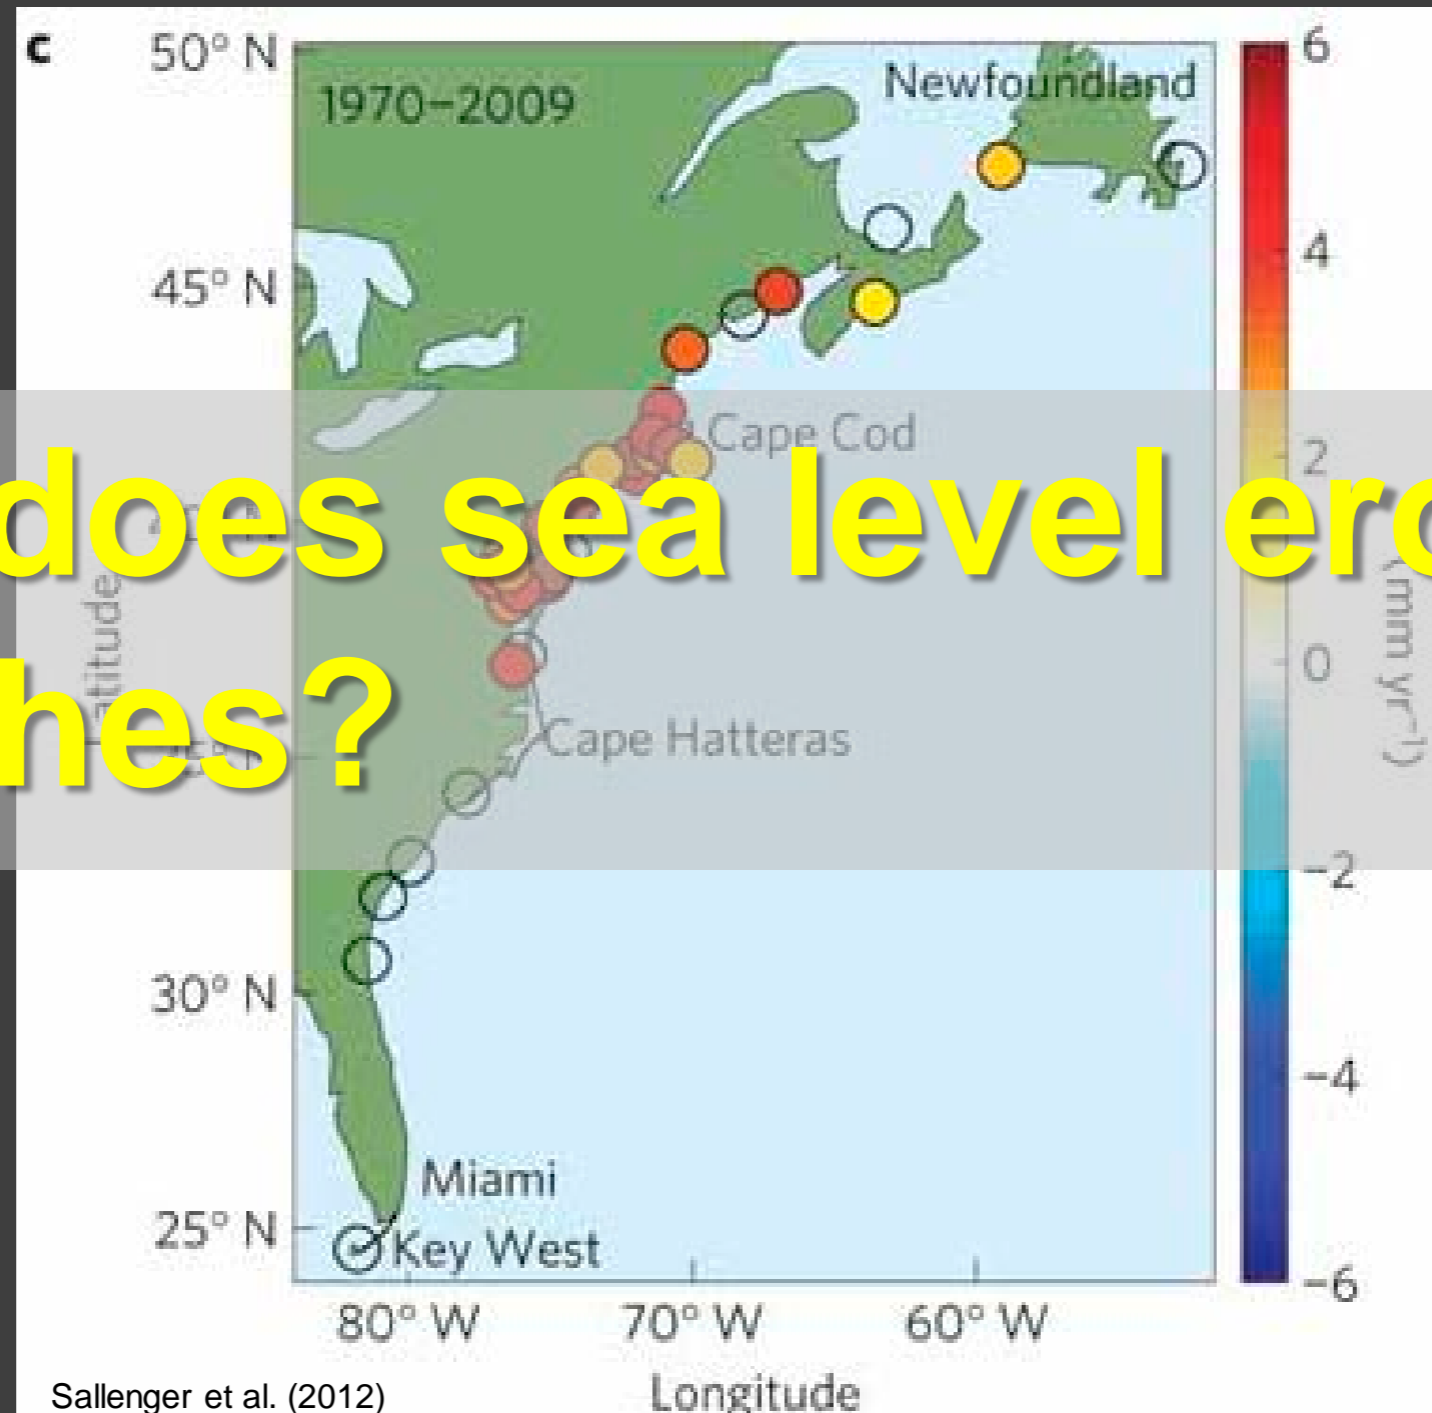 c
50° N
6
1970–2009
Newfoundland
45° N
4
Cape Cod
2
does sea level ero
Latitude
(mm yr⁻¹)
0
hes?
Cape Hatteras
−2
30° N
−4
Miami
25° N
Key West
−6
80° W
70° W
60° W
Sallenger et al. (2012)
Longitude